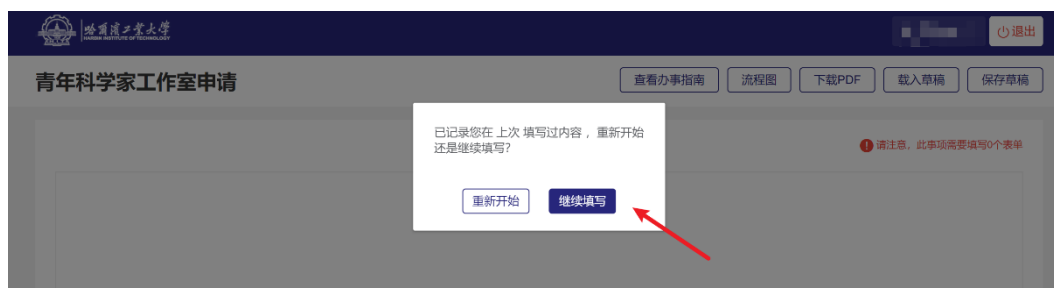 哈爾濱工業大學
HARBIN INSTITUTE OF TECHNOLOGY
退出
青年科学家工作室申请
查看办事指南
流程图
下载PDF
载入草稿
保存草稿
已记录您在 上次 填写过内容 ，重新开始
还是继续填写?
请注意，此事项需要填写0个表单
重新开始
继续填写